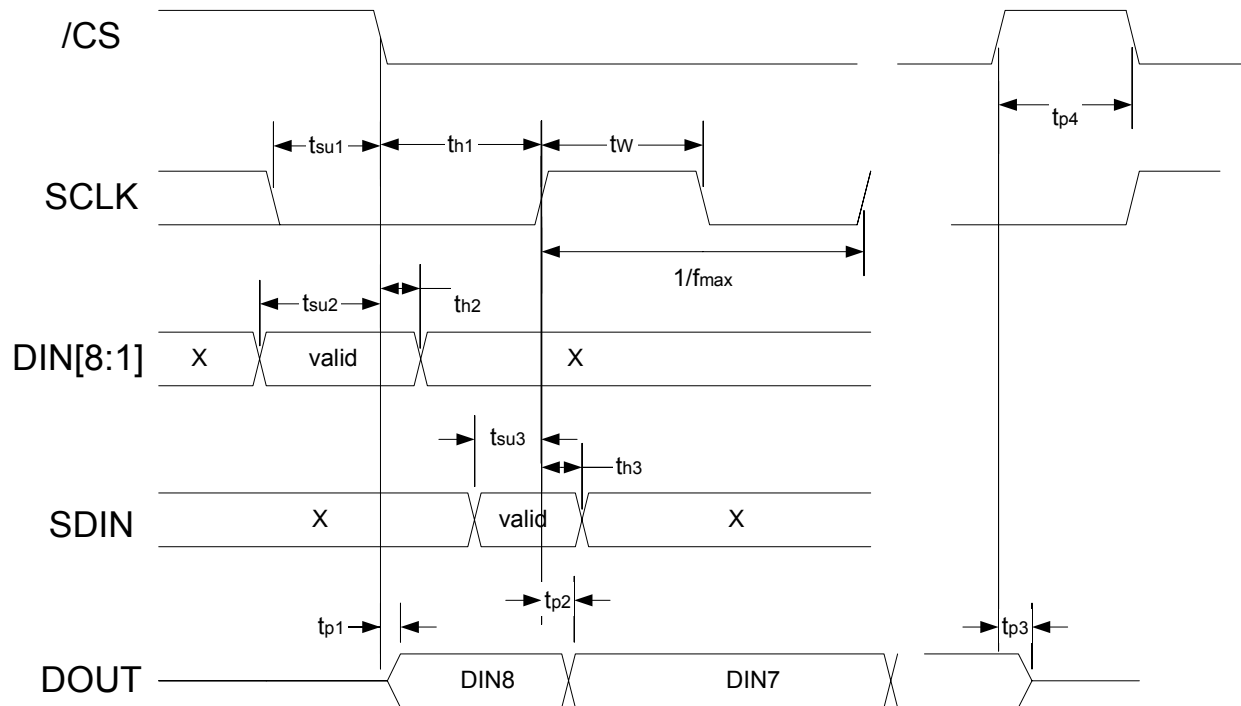 /CS
tp4
tsu1 th1 tw
SCLK
1/fmax
tsu2 th2
DIN[8:1] X valid X
tsu3
th3
SDIN X valid X
tp2
tp1 tp3
DOUT DIN8 DIN7